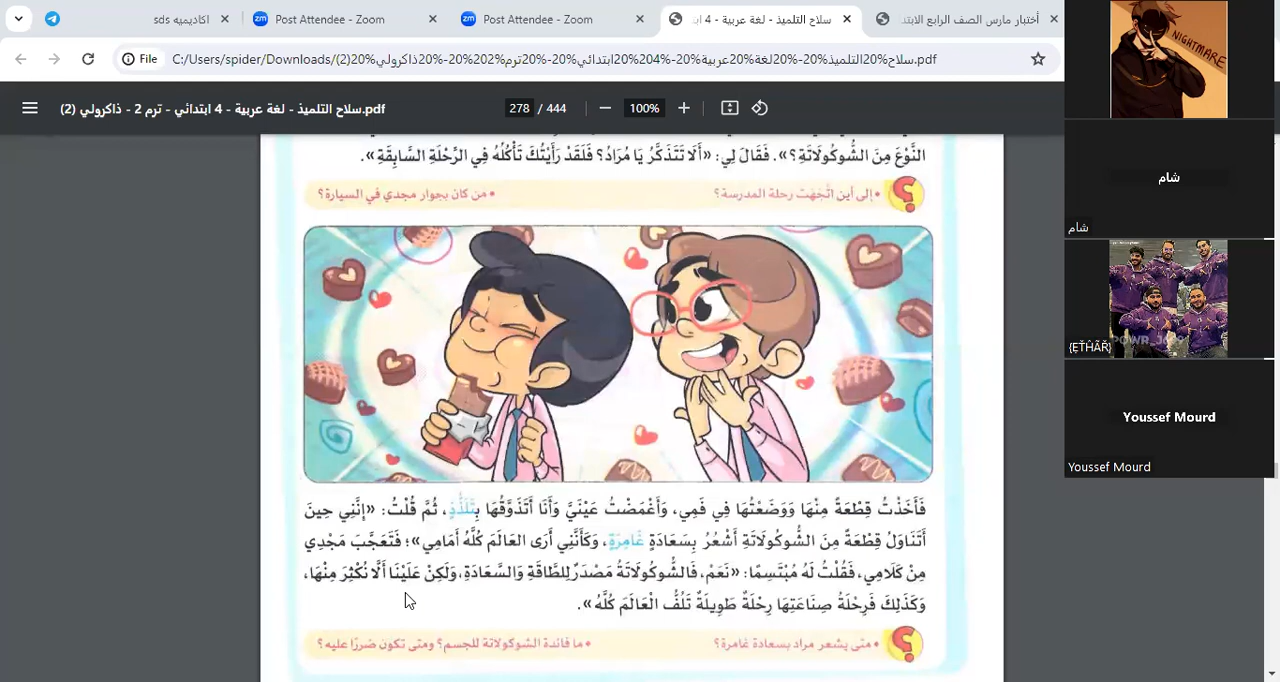 sds اكاديميه
Post Attendee - Zoom
Post Attendee - Zoom
سلاح التلميذ - لغة عربية - 4 ابتد
أختبار مارس الصف الرابع الابتد
File
C:/Users/spider/Downloads/(2)%20سلاح%20التلميذ%20-%20لغة%20عربية%20-%204%20ابتدائي%20-%20ترم%202%20-%20ذاكرولي.pdf
سلاح التلميذ - لغة عربية - 4 ابتدائي - ترم 2 - ذاكرولي (2).pdf
278 / 444
100%
النَّوْعَ مِنَ الشُّوكُولَاتَةِ؟». فَقَالَ لِي: «أَلَا تَتَذَكَّرُ يَا مُرَادُ؟ فَلَقَدْ رَأَيْتُكَ تَأْكُلُهُ فِي الرِّحْلَةِ السَّابِقَةِ».
• إلى أين اتَّجَهَت رحلة المدرسة؟ • من كان بجوار مجدي في السيارة؟
فَأَخَذْتُ قِطْعَةً مِنْهَا وَوَضَعْتُهَا فِي فَمِي، وَأَغْمَضْتُ عَيْنَيَّ وَأَنَا أَتَذَوَّقُهَا بِتَلَذُّذٍ، ثُمَّ قُلْتُ: «إِنَّنِي حِينَ
أَتَنَاوَلُ قِطْعَةً مِنَ الشُّوكُولَاتَةِ أَشْعُرُ بِسَعَادَةٍ غَامِرَةٍ، وَكَأَنَّنِي أَرَى العَالَمَ كُلَّهُ أَمَامِي»؛ فَتَعَجَّبَ مَجْدِي
مِنْ كَلَامِي، فَقُلْتُ لَهُ مُبْتَسِمًا: «نَعَمْ، فَالشُّوكُولَاتَةُ مَصْدَرٌ لِلطَّاقَةِ وَالسَّعَادَةِ، وَلَكِنْ عَلَيْنَا أَلَّا نُكْثِرَ مِنْهَا،
وَكَذَلِكَ فَرِحْلَةُ صِنَاعَتِهَا رِحْلَةٌ طَوِيلَةٌ تَلُفُّ الْعَالَمَ كُلَّهُ».
• متى يشعر مراد بسعادة غامرة؟ • ما فائدة الشوكولاتة للجسم؟ ومتى تكون ضررًا عليه؟
NIGHTMARE
شام
شام
{ĘŤĤÄŘ}
Youssef Mourd
Youssef Mourd